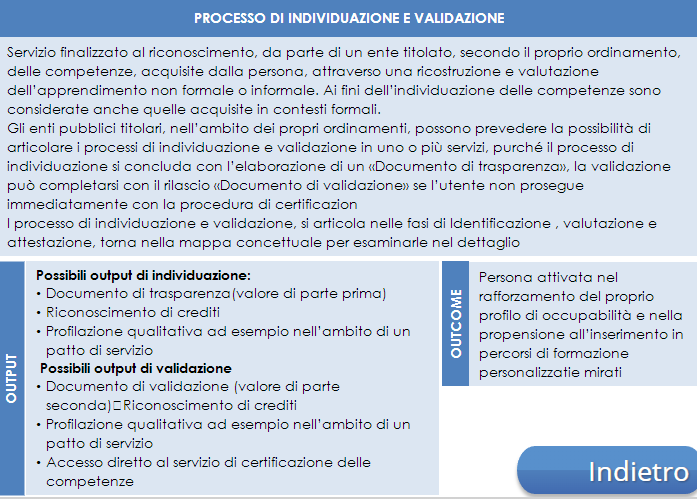 PROCESSO DI INDIVIDUAZIONE E VALIDAZIONE
Servizio finalizzato al riconoscimento, da parte di un ente titolato, secondo il proprio ordinamento,
delle competenze, acquisite dalla persona, attraverso una ricostruzione e valutazione
dell'apprendimento non formale o informale. Ai fini dell'individuazione delle competenze sono
considerate anche quelle acquisite in contesti formali.
Gli enti pubblici titolari, nell'ambito dei propri ordinamenti, possono prevedere la possibilità di
articolare i processi di individuazione e validazione in uno o più servizi, purché il processo di
individuazione si concluda con l'elaborazione di un «Documento di trasparenza», la validazione
può completarsi con il rilascio «Documento di validazione» se l'utente non prosegue
immediatamente con la procedura di certificazion
I processo di individuazione e validazione, si articola nelle fasi di Identificazione , valutazione e
attestazione, torna nella mappa concettuale per esaminarle nel dettaglio
OUTPUT
Possibili output di individuazione:
• Documento di trasparenza(valore di parte prima)
• Riconoscimento di crediti
• Profilazione qualitativa ad esempio nell'ambito di un
patto di servizio
Possibili output di validazione
• Documento di validazione (valore di parte
seconda)□Riconoscimento di crediti
• Profilazione qualitativa ad esempio nell'ambito di un
patto di servizio
• Accesso diretto al servizio di certificazione delle
competenze
OUTCOME
Persona attivata nel
rafforzamento del proprio
profilo di occupabilità e nella
propensione all'inserimento in
percorsi di formazione
personalizzatie mirati
Indietro